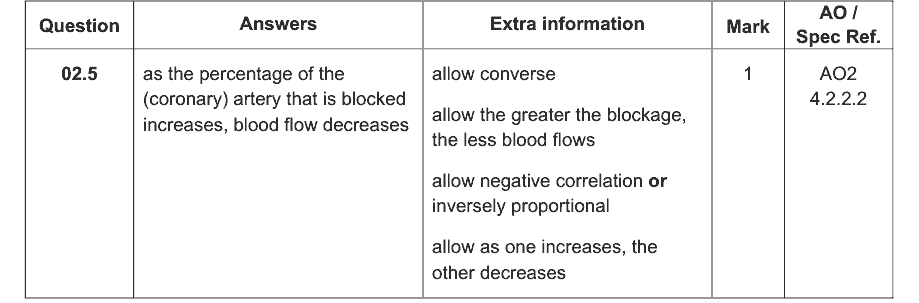 Question Answers Extra information Mark AO /
Spec Ref.
02.5 as the percentage of the allow converse 1 AO2
(coronary) artery that is blocked 4.2.2.2
increases, blood flow decreases
allow the greater the blockage,
the less blood flows
allow negative correlation or
inversely proportional
allow as one increases, the
other decreases